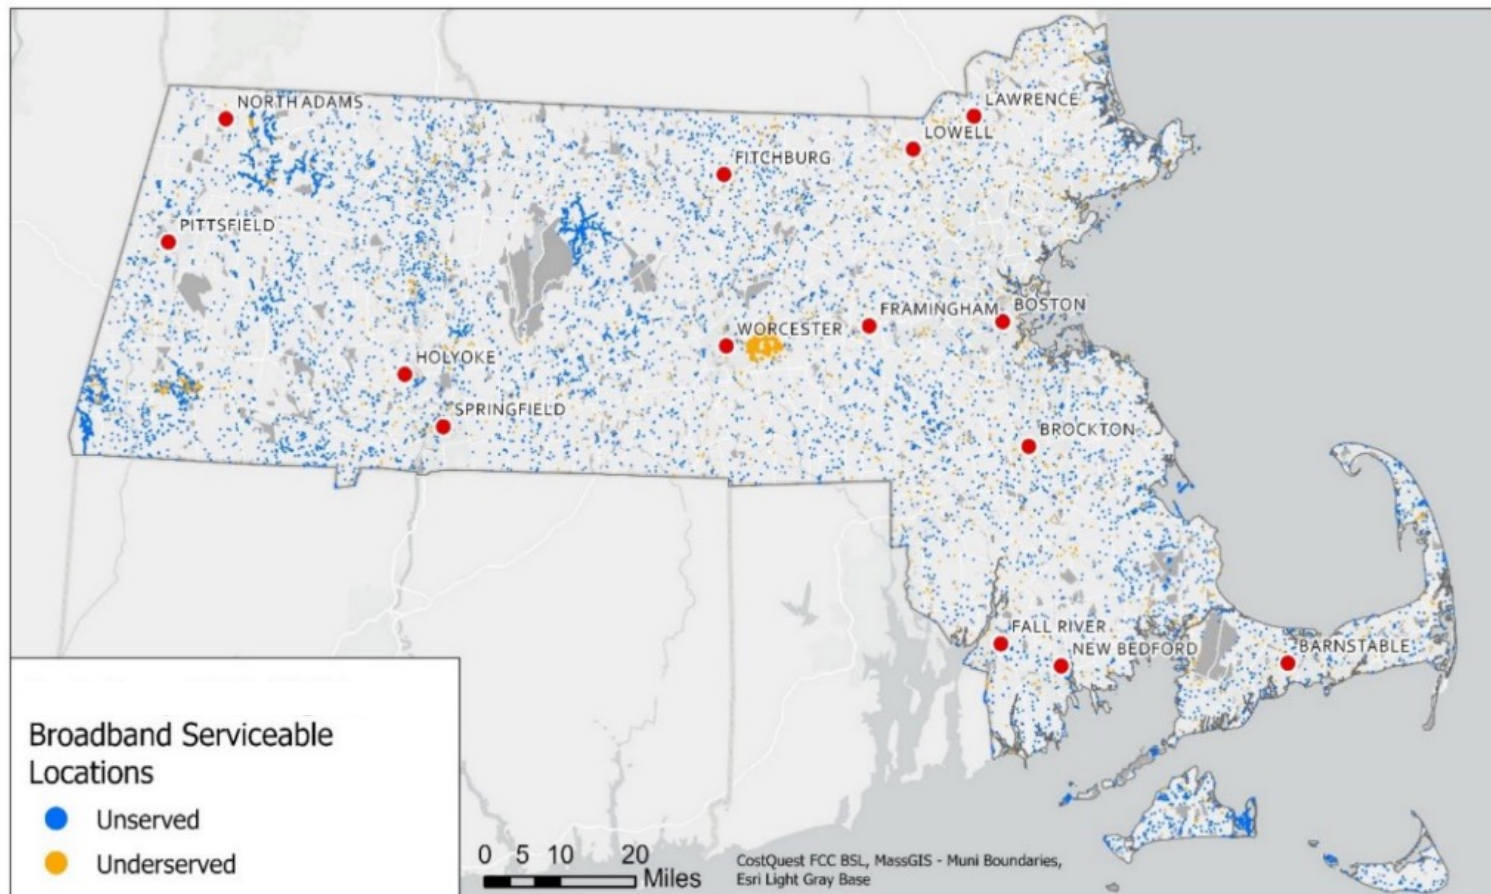 NORTH ADAMS
LAWRENCE
LOWELL
FITCHBURG
PITTSFIELD
FRAMINGHAM
BOSTON
WORCESTER
HOLYOKE
SPRINGFIELD
BROCKTON
FALL RIVER
NEW BEDFORD
BARNSTABLE
Broadband Serviceable
Locations
Unserved
Underserved
0 5 10 20
Miles
CostQuest FCC BSL, MassGIS - Muni Boundaries,
Esri Light Gray Base